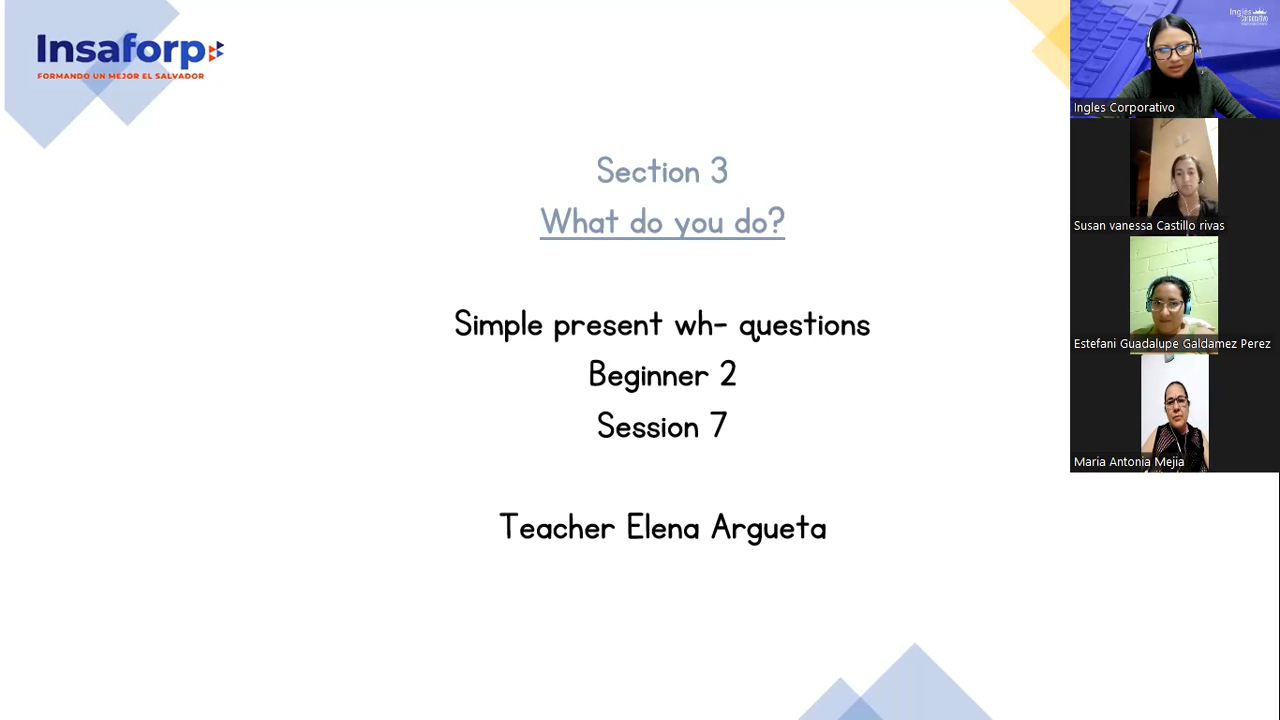 Insaforp
FORMANDO UN MEJOR EL SALVADOR
Section 3
What do you do?
Simple present wh- questions
Beginner 2
Session 7
Teacher Elena Argueta
Ingles Corporativo
Susan vanessa Castillo rivas
Estefani Guadalupe Galdamez Perez
Maria Antonia Mejia